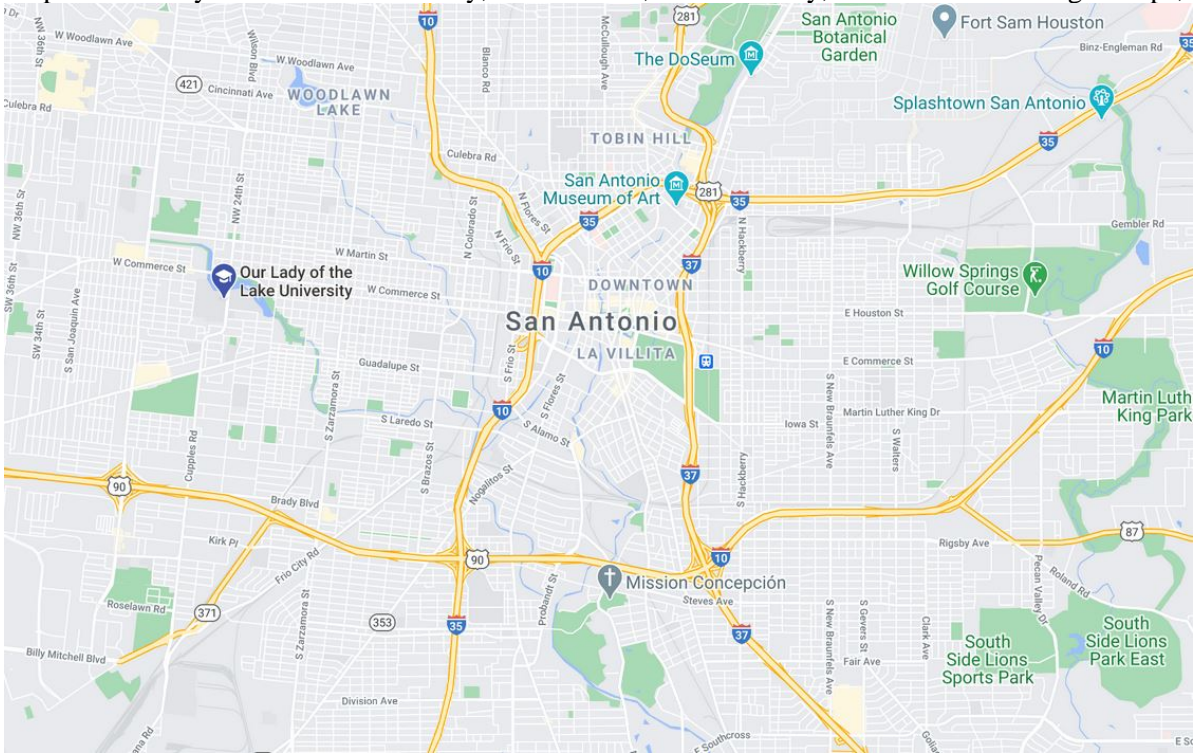 10
281
San Antonio
Botanical
Garden
Fort Sam Houston
NW 36th St
W Woodlawn Ave
Wilson Blvd
W Woodlawn Ave
Blanco Rd
McCullough Ave
The DoSeum
Binz-Engleman Rd
35
421
Cincinnati Ave
WOODLAWN
LAKE
Culebra Rd
Splashtown San Antonio
TOBIN HILL
35
Culebra Rd
San Antonio
Museum of Art
281
35
NW 36th St
NW 24th St
N Colorado St
N Flores St
N Frio St
35
N Hackberry
Gembler Rd
W Martin St
W Commerce St
Our Lady of the
Lake University
10
37
DOWNTOWN
Willow Springs
Golf Course
W Commerce St
SW 36th St
San Antonio
E Houston St
SW 34th St
S San Joaquin Ave
LA VILLITA
10
Guadalupe St
S Frio St
E Commerce St
S Zarzamora St
S Flores St
S New Braunfels Ave
Martin Luther King Dr
Martin Luth
King Park
10
S Laredo St
S Alamo St
Iowa St
S Walters
Cupples Rd
S Brazos St
Nogalitos St
37
S Hackberry
90
Brady Blvd
87
Kirk Pl
Frio City Rd
90
10
Rigsby Ave
Mission Concepción
Pecan Valley Dr
Roland Rd
Roselawn Rd
371
353
Probandt St
Steves Ave
35
37
S Zarzamora St
S New Braunfels Ave
S Gevers St
Clark Ave
South
Side Lions
Sports Park
South
Side Lions
Park East
Billy Mitchell Blvd
Fair Ave
Division Ave
E Southcross